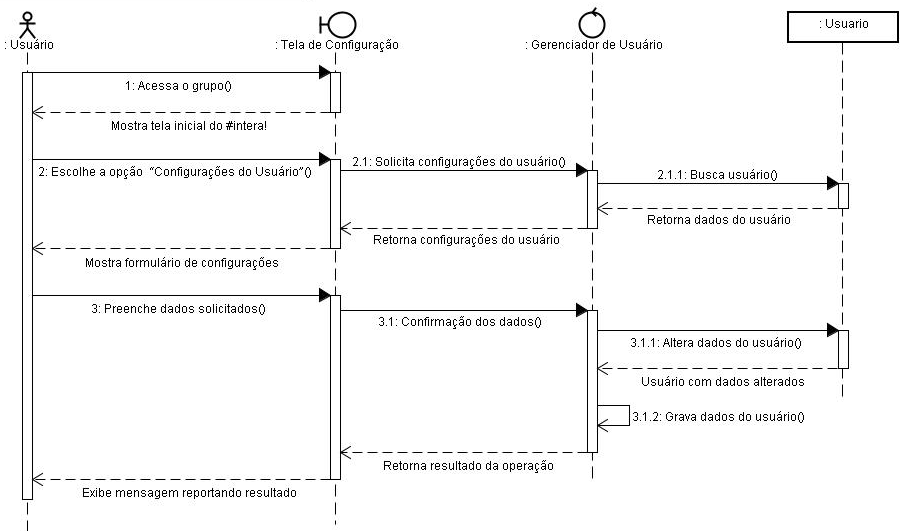 : Usuário
: Tela de Configuração
: Gerenciador de Usuário
: Usuario
1: Acessa o grupo()
Mostra tela inicial do #intera!
2: Escolhe a opção “Configurações do Usuário”()
2.1: Solicita configurações do usuário()
2.1.1: Busca usuário()
Retorna dados do usuário
Retorna configurações do usuário
Mostra formulário de configurações
3: Preenche dados solicitados()
3.1: Confirmação dos dados()
3.1.1: Altera dados do usuário()
Usuário com dados alterados
3.1.2: Grava dados do usuário()
Retorna resultado da operação
Exibe mensagem reportando resultado